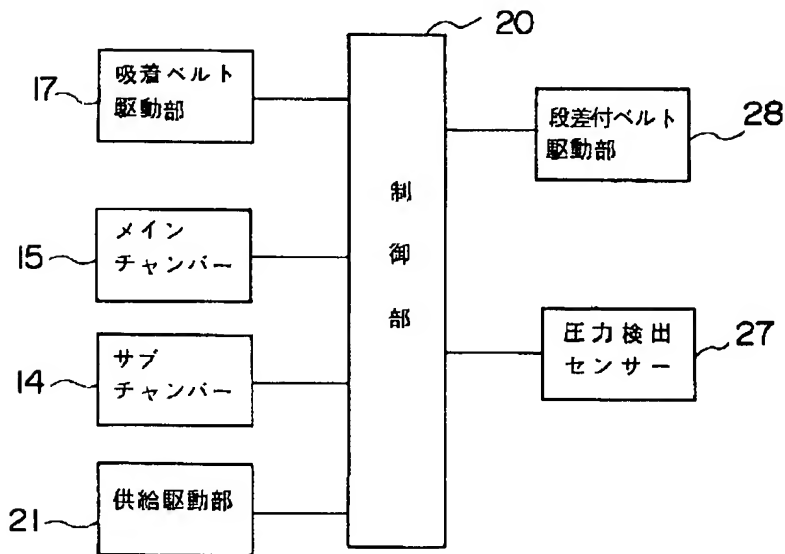 20
吸着ベルト
駆動部
17
メイン
チャンバー
15
サブ
チャンバー
14
供給駆動部
21
制御部
段差付ベルト
駆動部
28
圧力検出
センサー
27